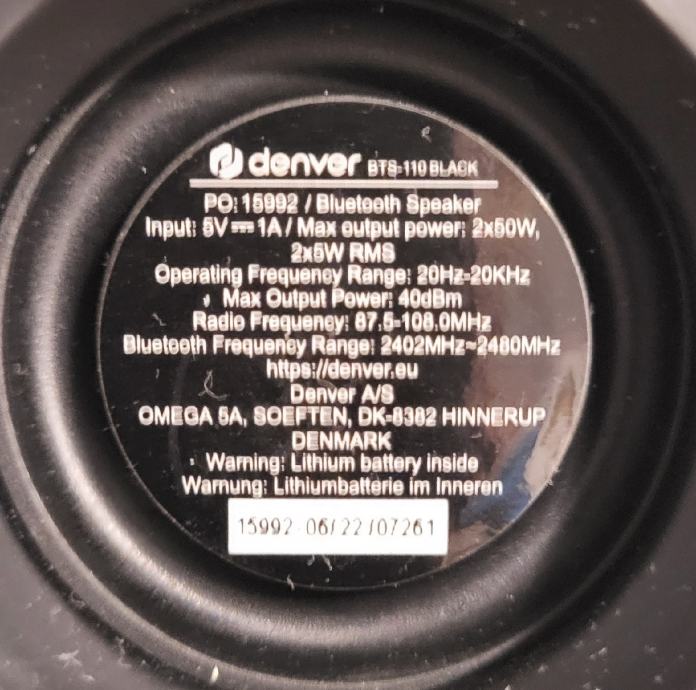 denver BTS-110 BLACK
PO: 15992 / Bluetooth Speaker
Input: 5V⎓1A / Max output power: 2x50W,
2x5W RMS
Operating Frequency Range: 20Hz-20KHz
Max Output Power: 40dBm
Radio Frequency: 87.5-108.0MHz
Bluetooth Frequency Range: 2402MHz~2480MHz
https://denver.eu
Denver A/S
OMEGA 5A, SOEFTEN, DK-8382 HINNERUP
DENMARK
Warning: Lithium battery inside
Warnung: Lithiumbatterie im Inneren
15992-06/22/07261